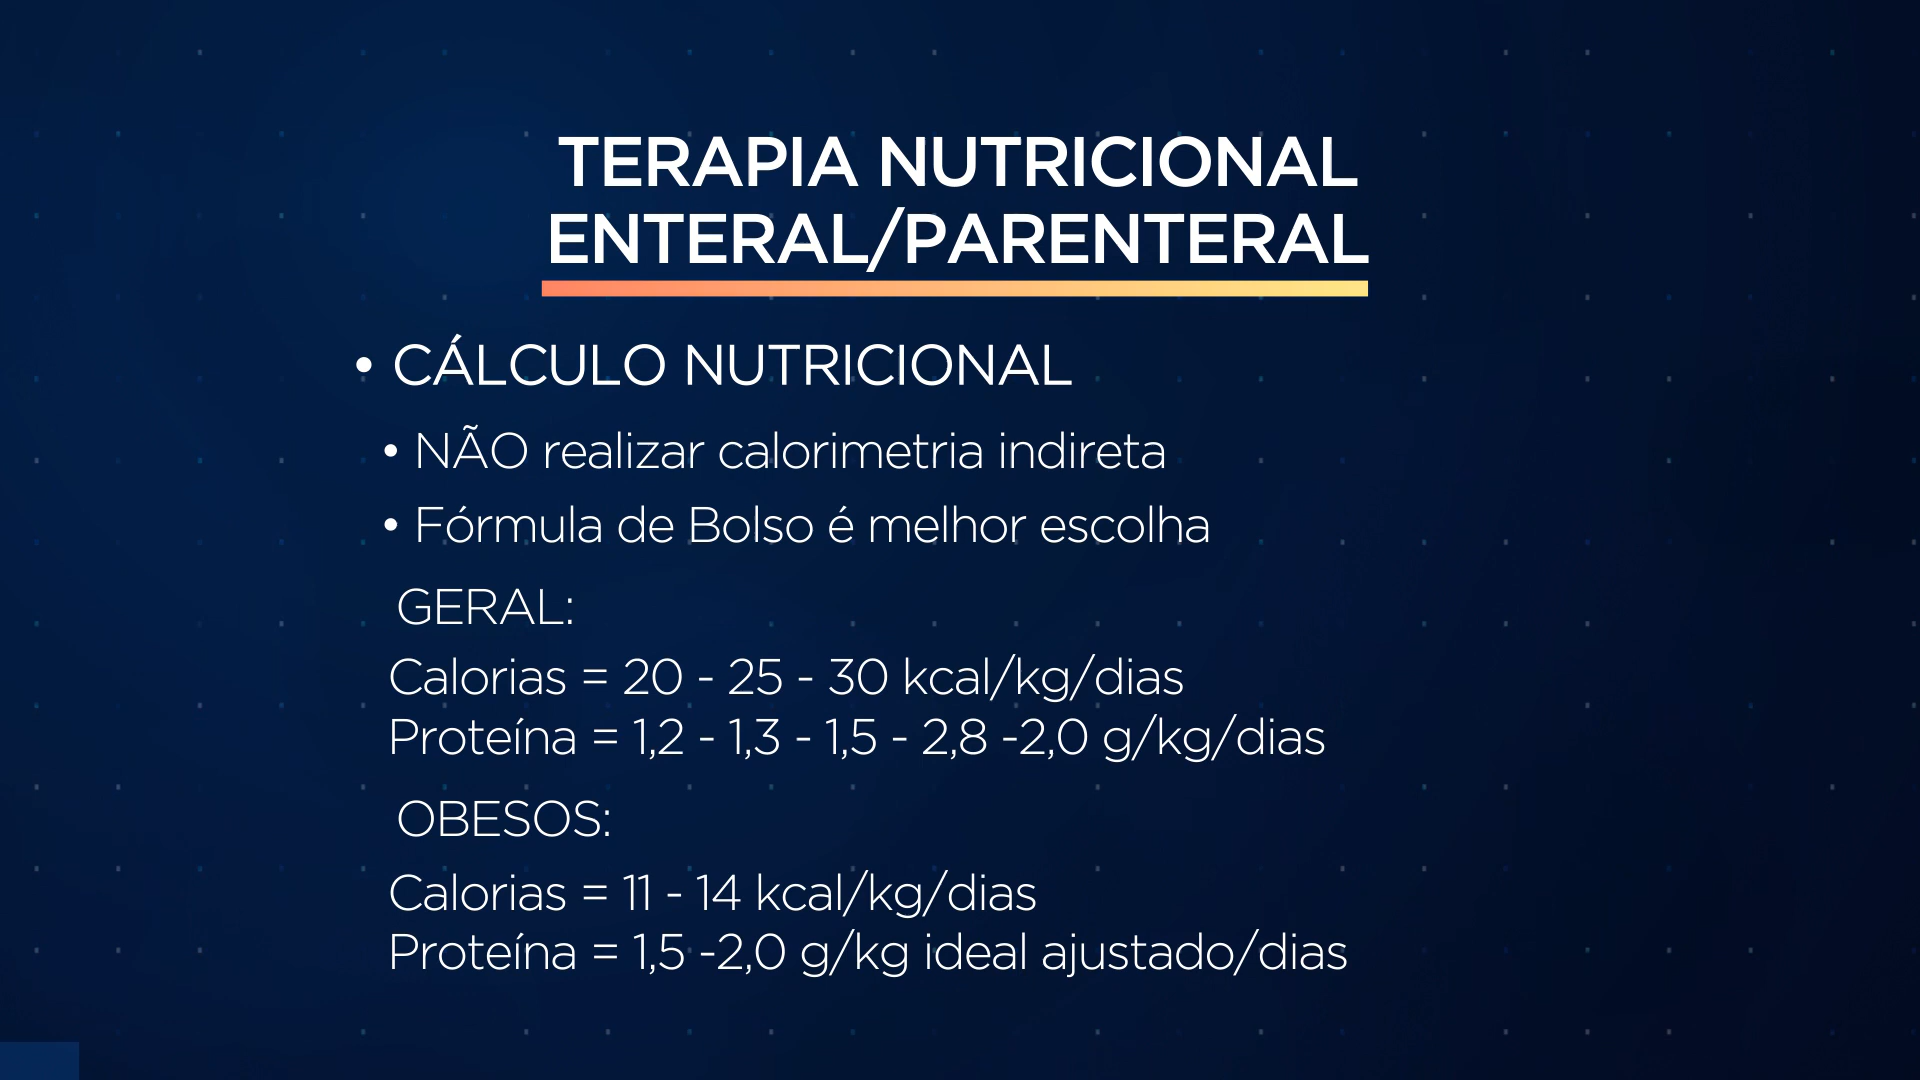 TERAPIA NUTRICIONAL
ENTERAL/PARENTERAL
• CÁLCULO NUTRICIONAL
• NÃO realizar calorimetria indireta
• Fórmula de Bolso é melhor escolha
GERAL:
Calorias = 20 - 25 - 30 kcal/kg/dias
Proteína = 1,2 - 1,3 - 1,5 - 2,8 -2,0 g/kg/dias
OBESOS:
Calorias = 11 - 14 kcal/kg/dias
Proteína = 1,5 -2,0 g/kg ideal ajustado/dias